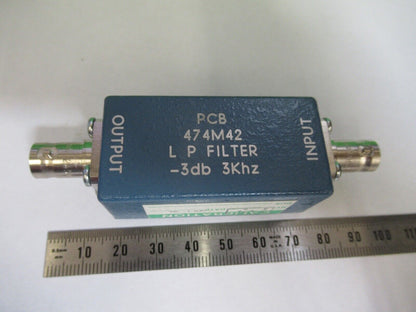 PCB
474M42
L P FILTER
-3db 3Khz
OUTPUT
INPUT
10 20 30 40 50 60 70 80 90 100